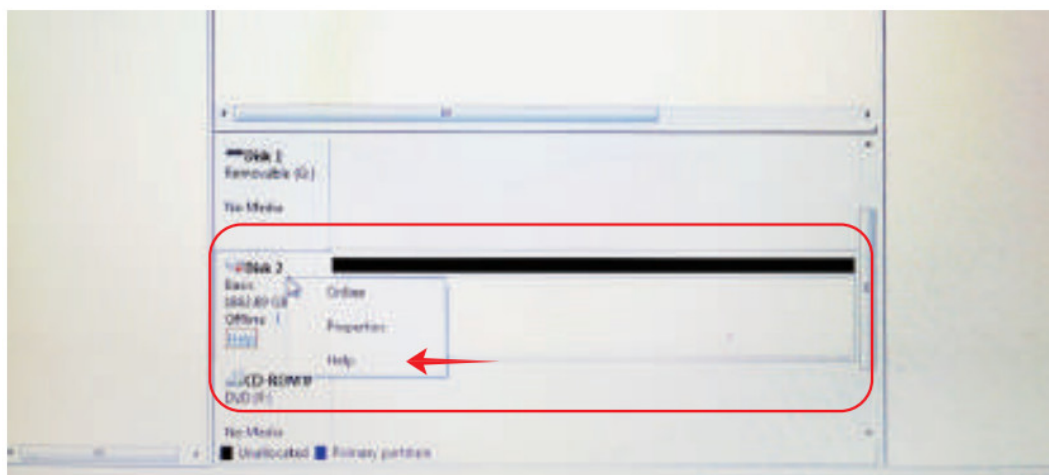 Disk 1
Removable (G:)
No Media
Disk 2
Basic
Offline
Help
Online
Properties
Help
CD-ROM 0
DVD (F:)
No Media
Unallocated Primary partition